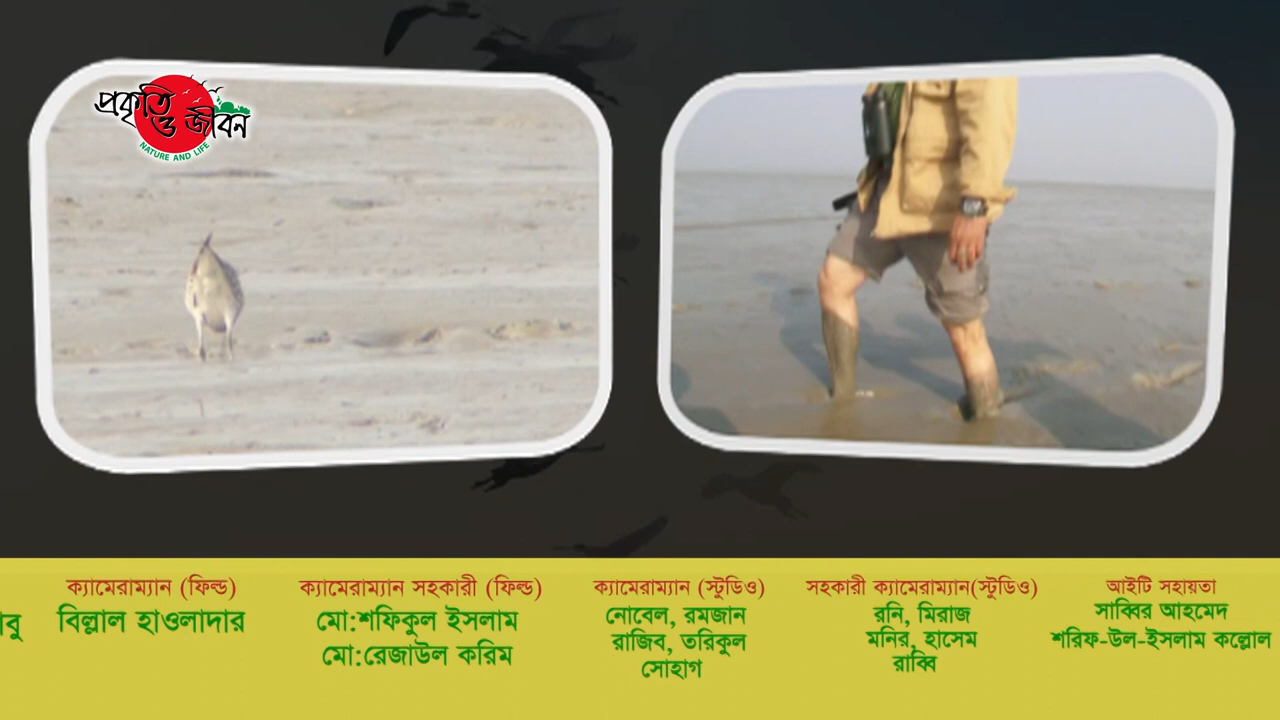 প্রকৃতি
ও জীবন
NATURE AND LIFE
ক্যামেরাম্যান (ফিল্ড)
বিল্লাল হাওলাদার
ক্যামেরাম্যান সহকারী (ফিল্ড)
মো:শফিকুল ইসলাম
মো:রেজাউল করিম
ক্যামেরাম্যান (স্টুডিও)
নোবেল, রমজান
রাজিব, তরিকুল
সোহাগ
সহকারী ক্যামেরাম্যান(স্টুডিও)
রনি, মিরাজ
মনির, হাসেম
রাব্বি
আইটি সহায়তা
সাব্বির আহমেদ
শরিফ-উল-ইসলাম কল্লোল